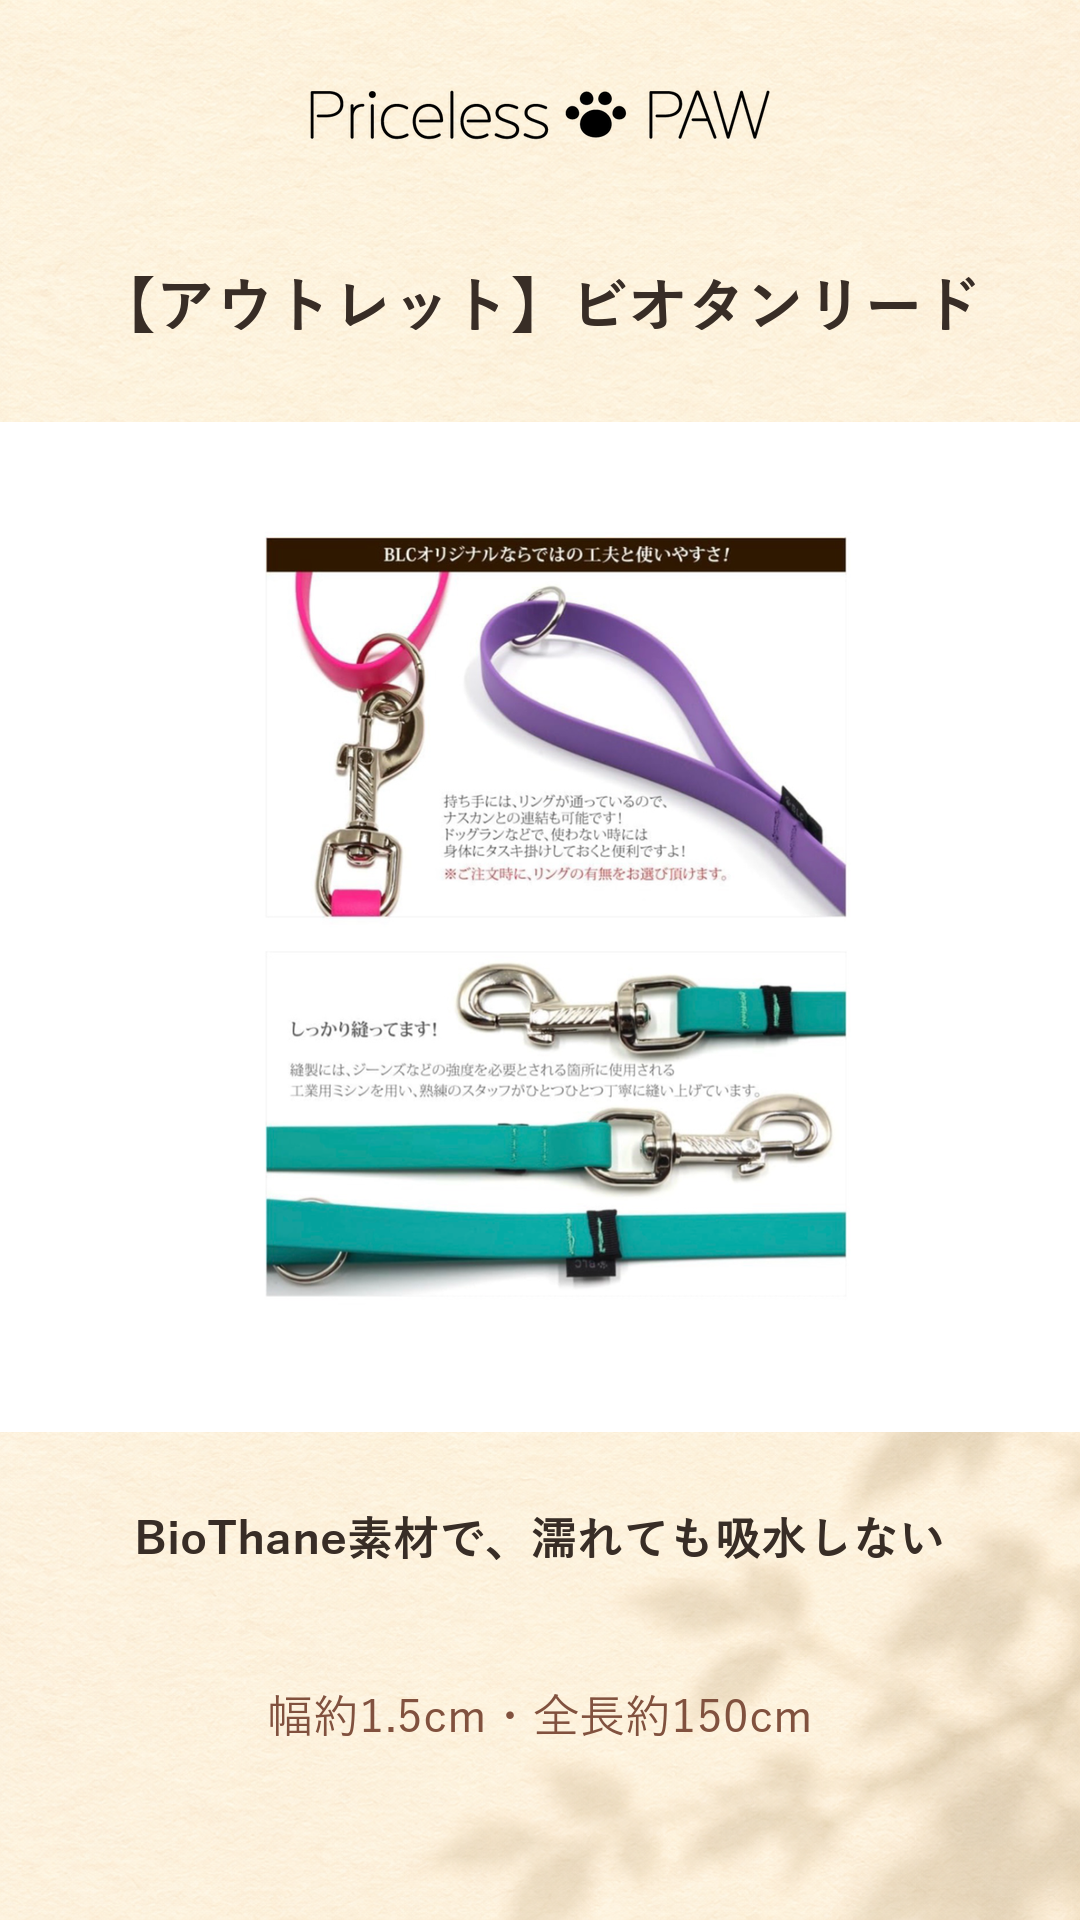 Priceless PAW
【アウトレット】ビオタンリード
BLCオリジナルならではの工夫と使いやすさ!
持ち手には、リングが通っているので、
ナスカンとの連結も可能です!
ドッグランなどで、使わない時には
身体にタスキ掛けしておくと便利ですよ!
※ご注文時に、リングの有無をお選び頂けます。
しっかり縫ってます!
縫製には、ジーンズなどの強度を必要とされる箇所に使用される
工業用ミシンを用い、熟練のスタッフがひとつひとつ丁寧に縫い上げています。
BLC
BioThane素材で、濡れても吸水しない
幅約1.5cm・全長約150cm